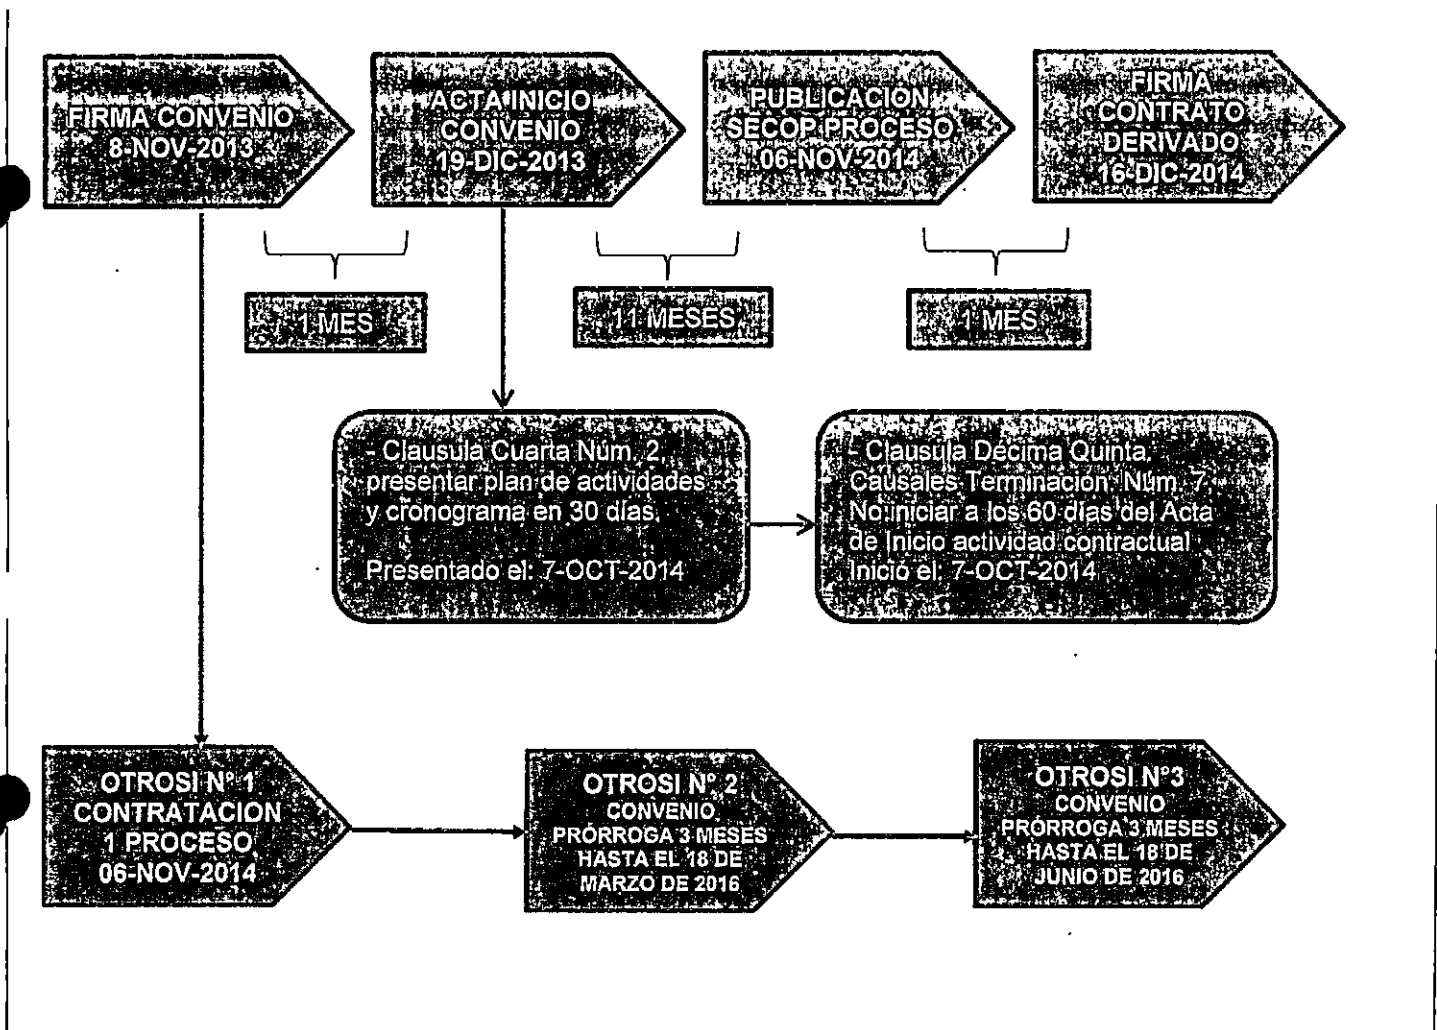 FIRMA CONVENIO
8-NOV-2013
ACTA INICIO
CONVENIO
19-DIC-2013
PUBLICACION
SECOP PROCESO
06-NOV-2014
FIRMA
CONTRATO
DERIVADO
16-DIC-2014
1 MES
11 MESES
1 MES
- Clausula Cuarta Num. 2,
presentar plan de actividades
y cronograma en 30 días.
Presentado el: 7-OCT-2014
- Clausula Decima Quinta,
Causales Terminación, Núm. 7,
No iniciar a los 60 días del Acta
de Inicio actividad contractual
Inició el: 7-OCT-2014
OTROSI N° 1
CONTRATACION
1 PROCESO
06-NOV-2014
OTROSI N° 2
CONVENIO
PRÓRROGA 3 MESES
HASTA EL 18 DE
MARZO DE 2016
OTROSI N°3
CONVENIO
PRÓRROGA 3 MESES
HASTA EL 18 DE
JUNIO DE 2016